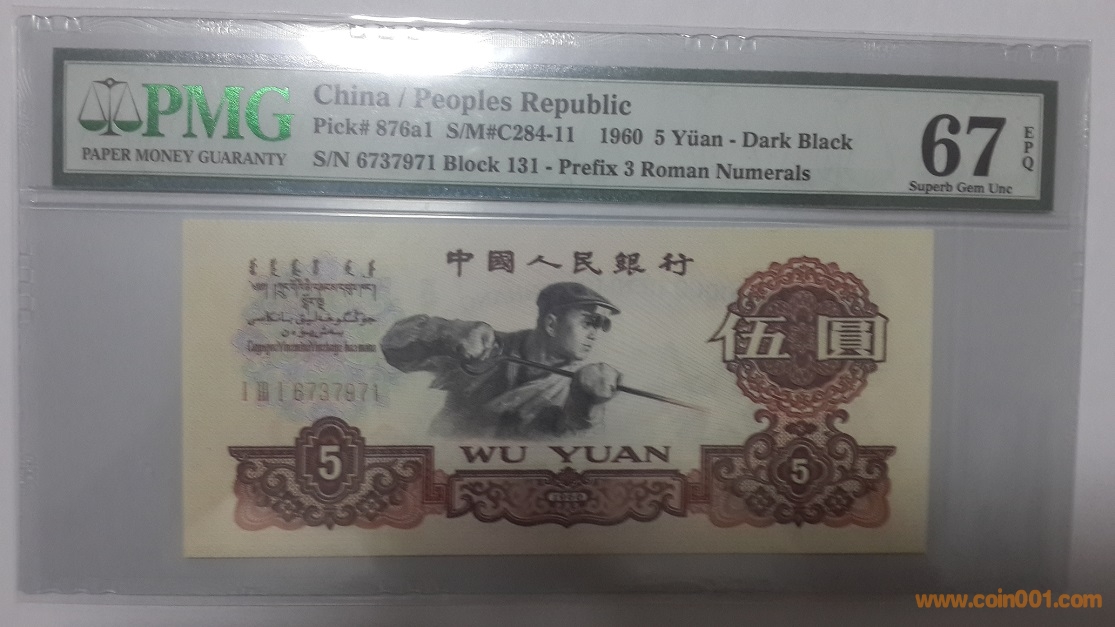 PMG
PAPER MONEY GUARANTY
China / Peoples Republic
Pick# 876a1 S/M#C284-11 1960 5 Yüan - Dark Black
S/N 6737971 Block 131 - Prefix 3 Roman Numerals
67
EPQ
Superb Gem Unc
中國人民銀行
I III I 6737971
伍圓
WU YUAN
5
5
1960
www.coin001.com